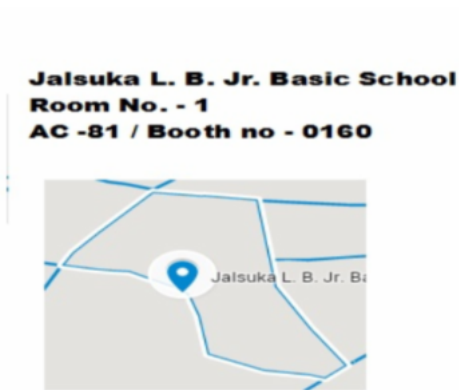 Jalsuka L. B. Jr. Basic School
Room No. - 1
AC -81 / Booth no - 0160
Jalsuka L. B. Jr. Ba